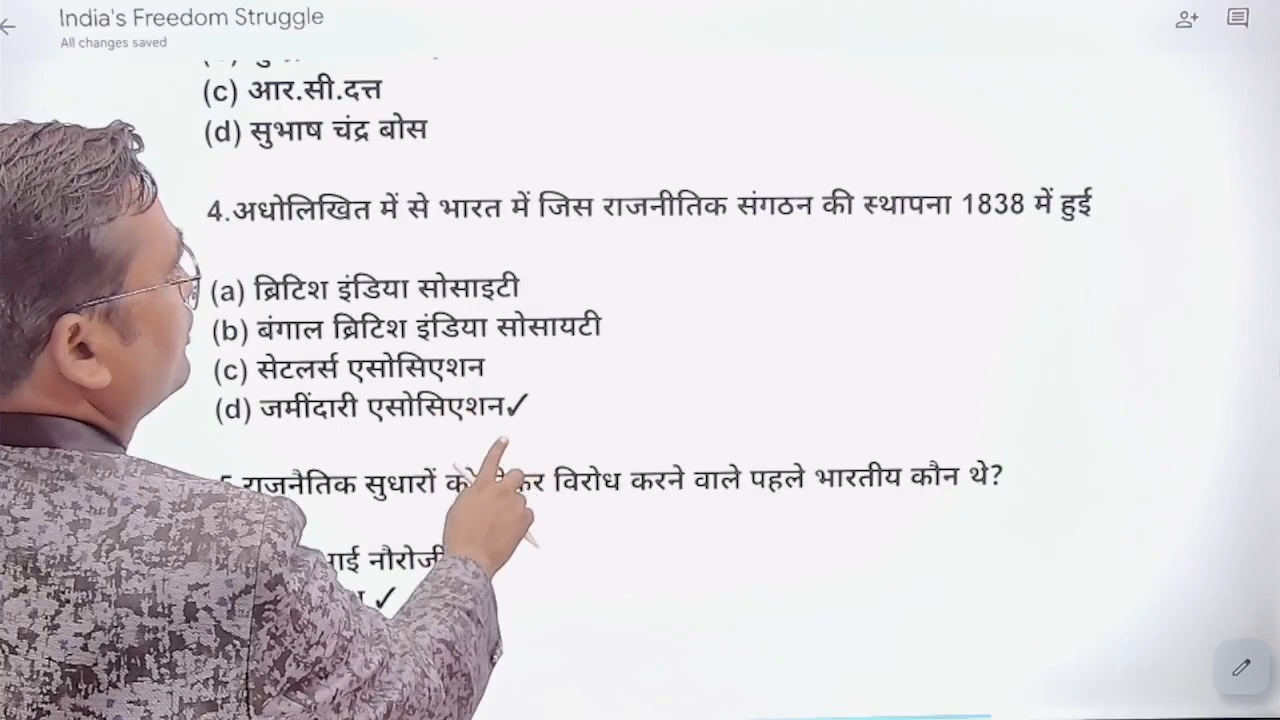 India's Freedom Struggle
All changes saved
(c) आर.सी.दत्त
(d) सुभाष चंद्र बोस
4.अधोलिखित में से भारत में जिस राजनीतिक संगठन की स्थापना 1838 में हुई
(a) ब्रिटिश इंडिया सोसाइटी
(b) बंगाल ब्रिटिश इंडिया सोसायटी
(c) सेटलर्स एसोसिएशन
(d) जमींदारी एसोसिएशन✓
राजनैतिक सुधारों विरोध करने वाले पहले भारतीय कौन थे?
नौरोजी
✓